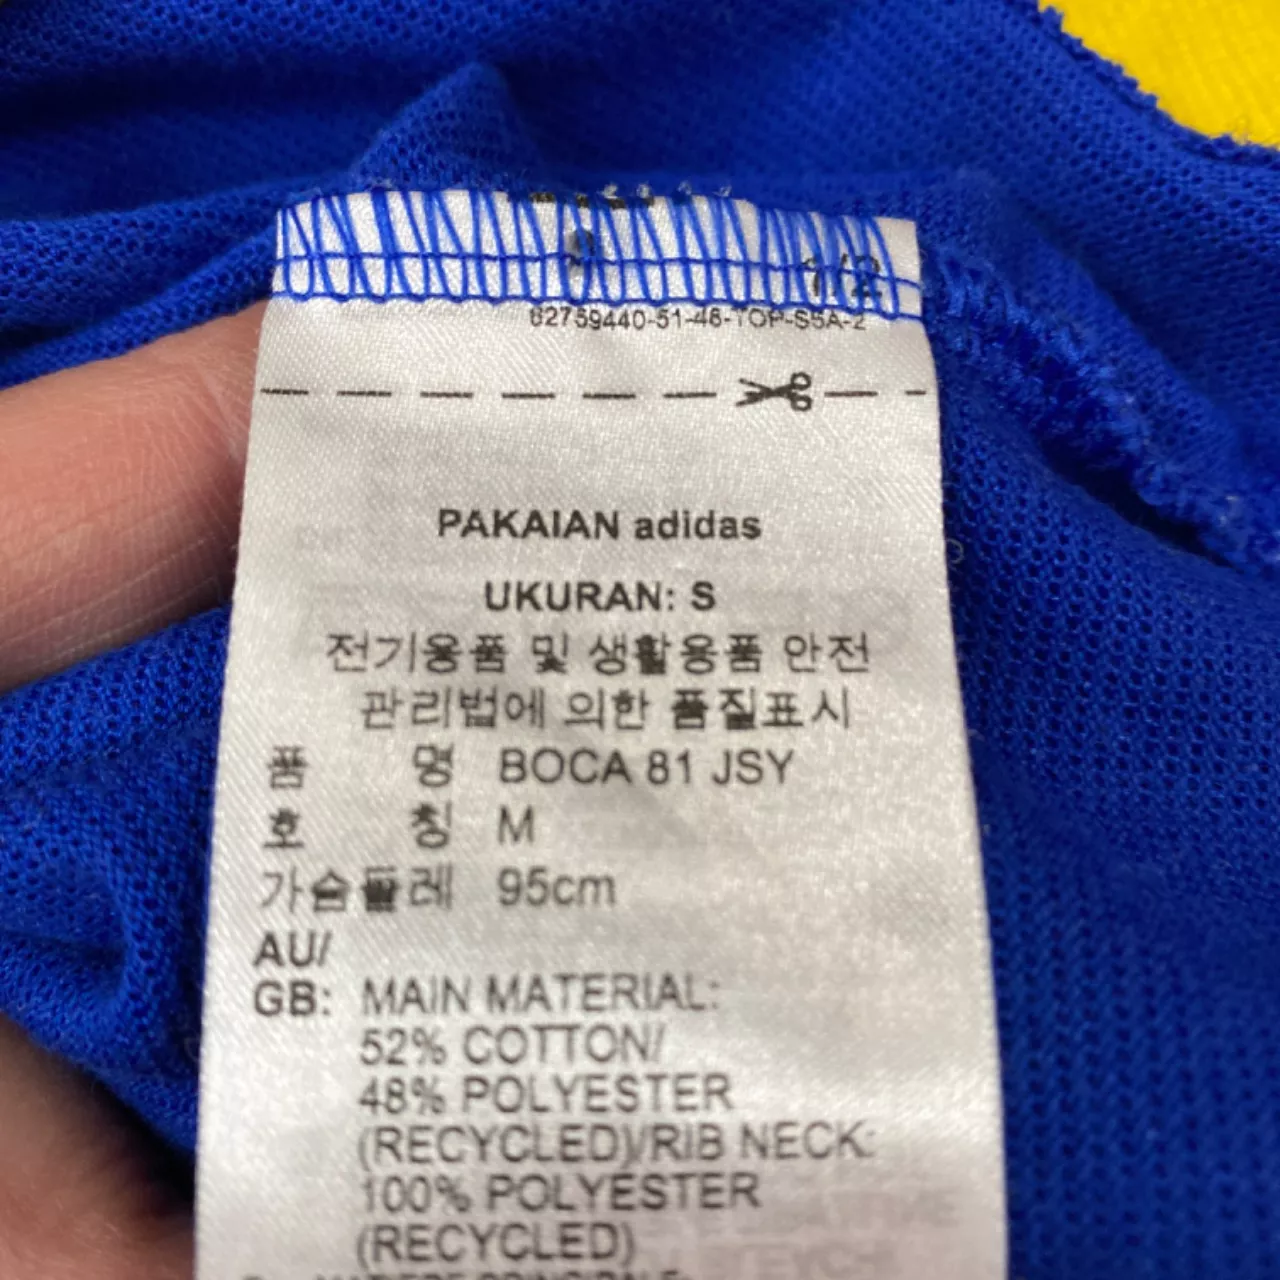 1/2
62759440-51-46-TOP-S5A-2
PAKAIAN adidas
UKURAN: S
전기용품 및 생활용품 안전
관리법에 의한 품질표시
품 명 BOCA 81 JSY
호 칭 M
가슴둘레 95cm
AU/
GB: MAIN MATERIAL:
52% COTTON/
48% POLYESTER
(RECYCLED)/RIB NECK:
100% POLYESTER
(RECYCLED)